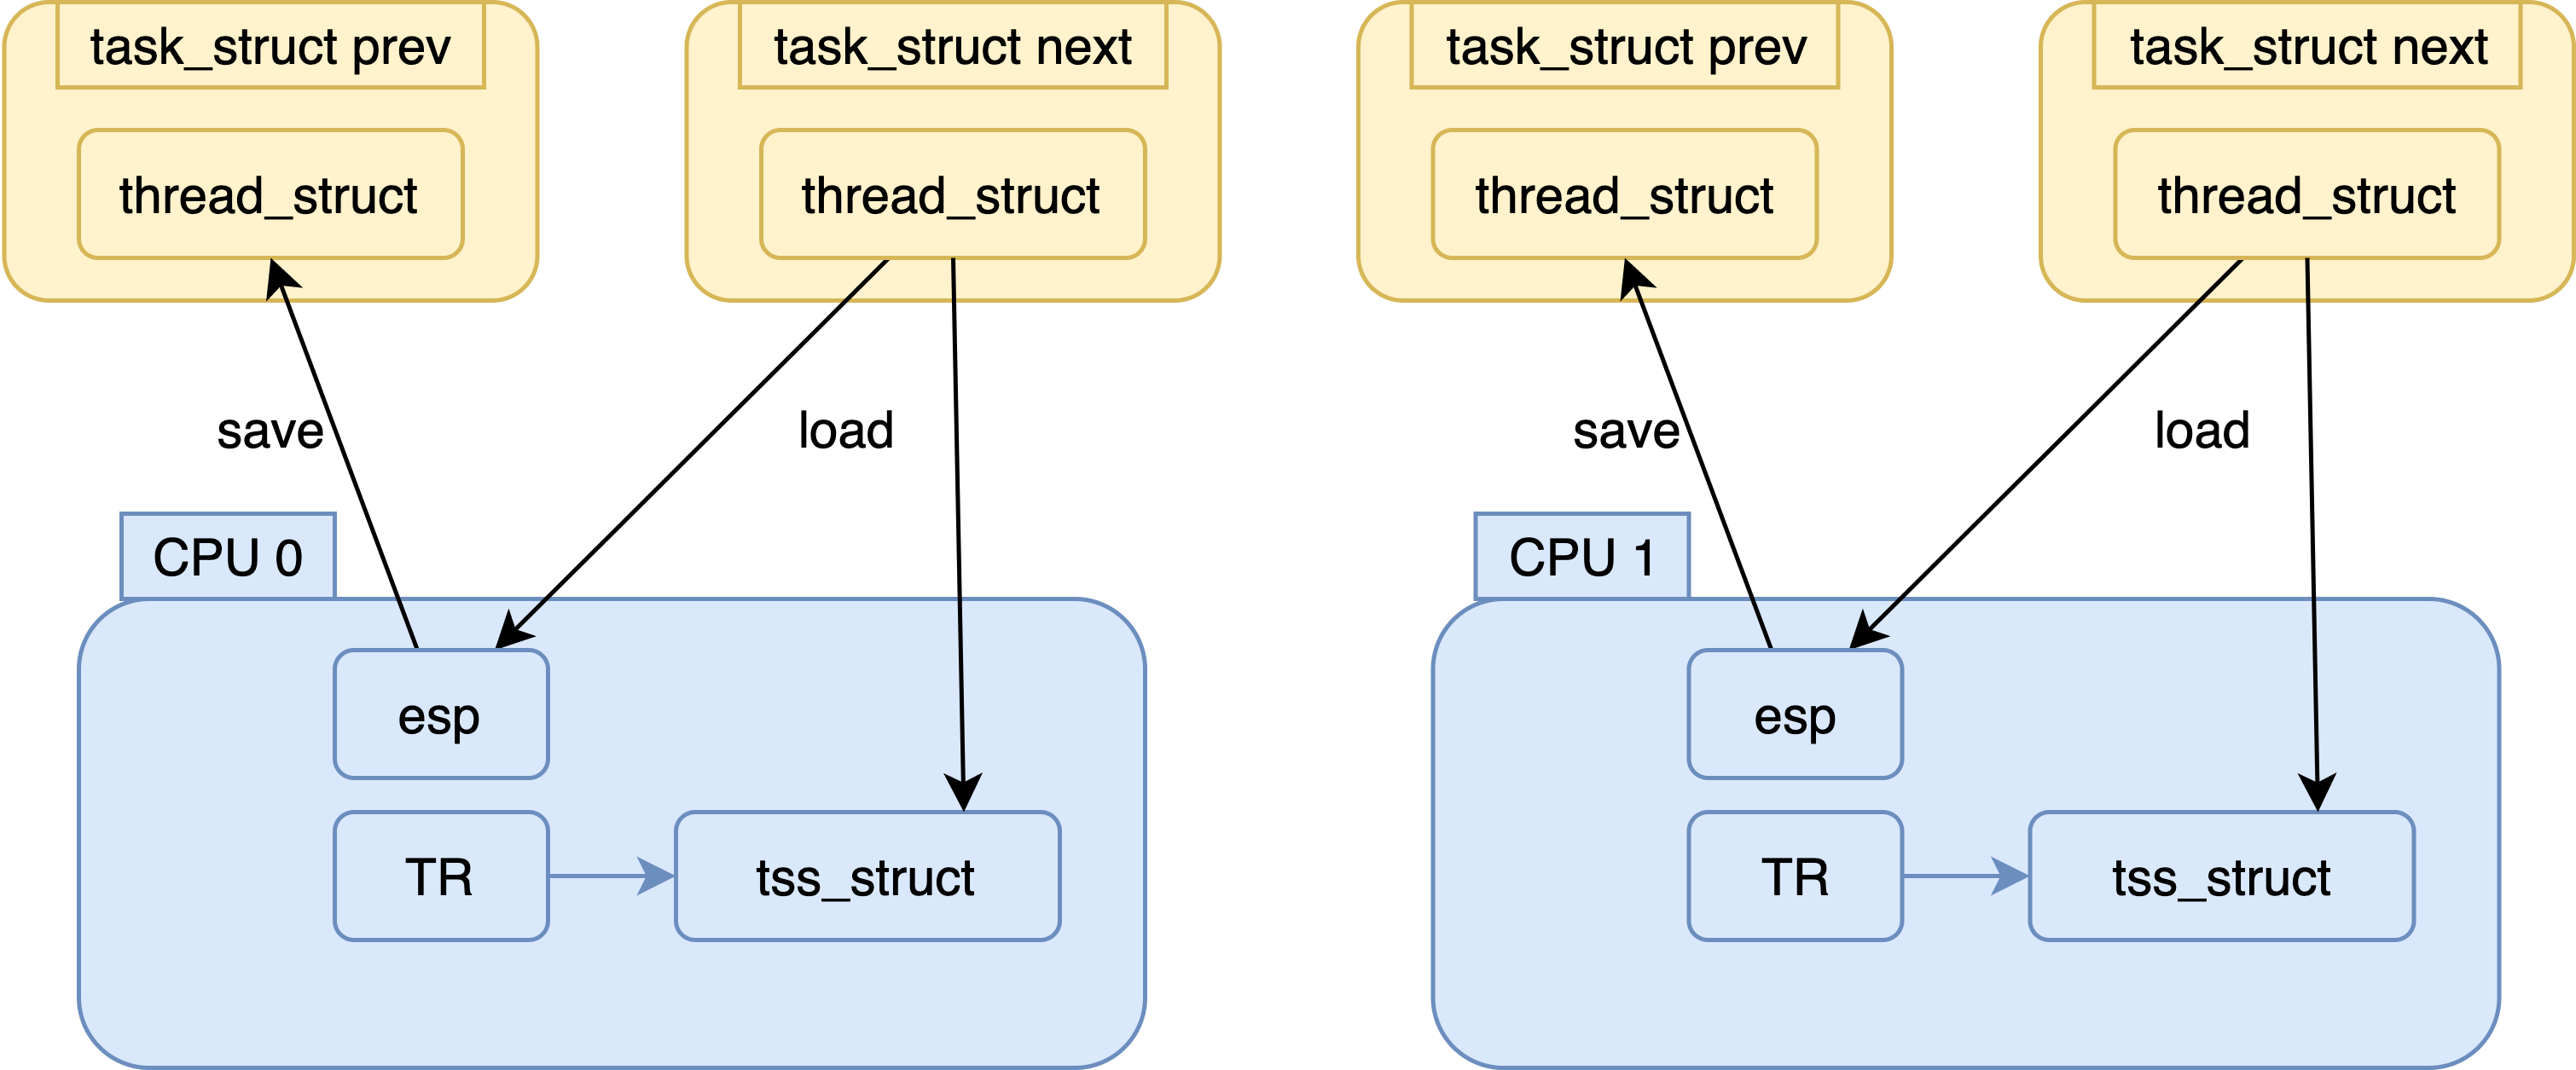 task_struct prev
task_struct next
task_struct prev
task_struct next
thread_struct
thread_struct
thread_struct
thread_struct
save
load
save
load
CPU 0
CPU 1
esp
esp
TR
tss_struct
TR
tss_struct